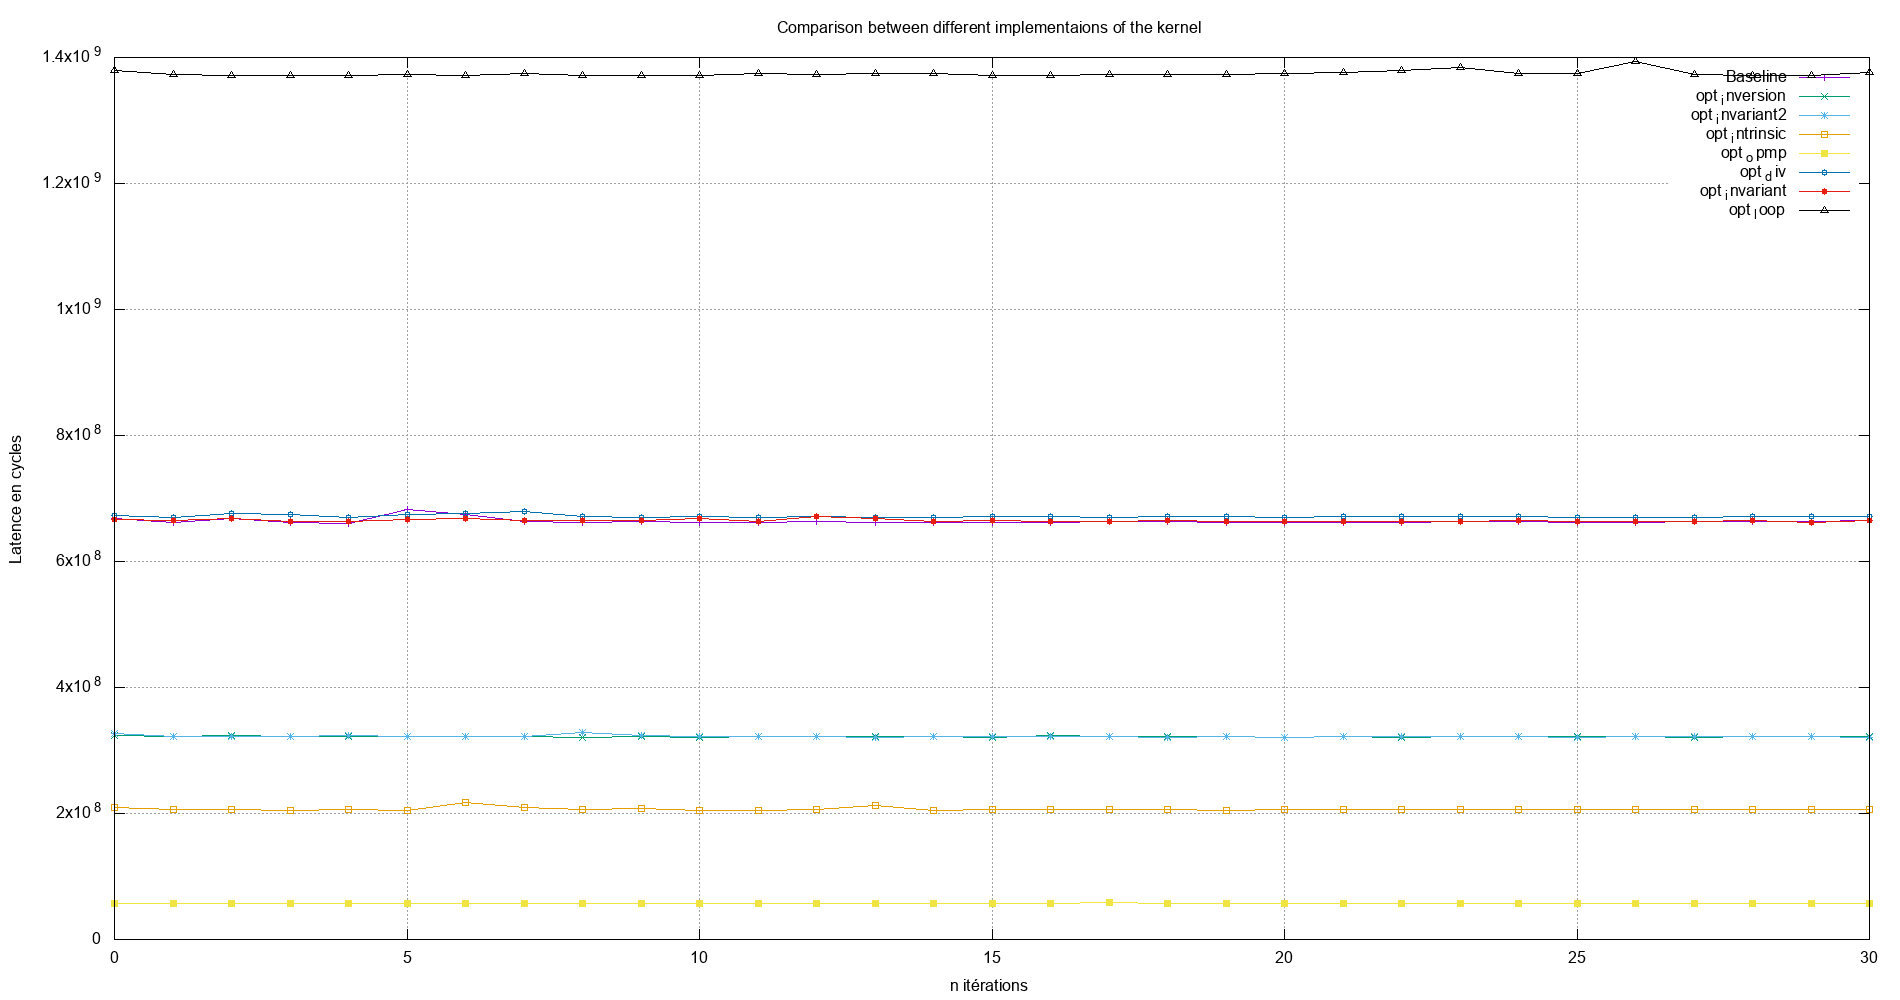 Comparison between different implementaions of the kernel
1.4x10 9
1.2x10 9
1x10 9
8x10 8
6x10 8
4x10 8
2x10 8
0
Latence en cycles
Baseline
opt inversion
opt invariant2
opt intrinsic
opt opmp
opt div
opt invariant
opt loop
0 5 10 15 20 25 30
n itérations